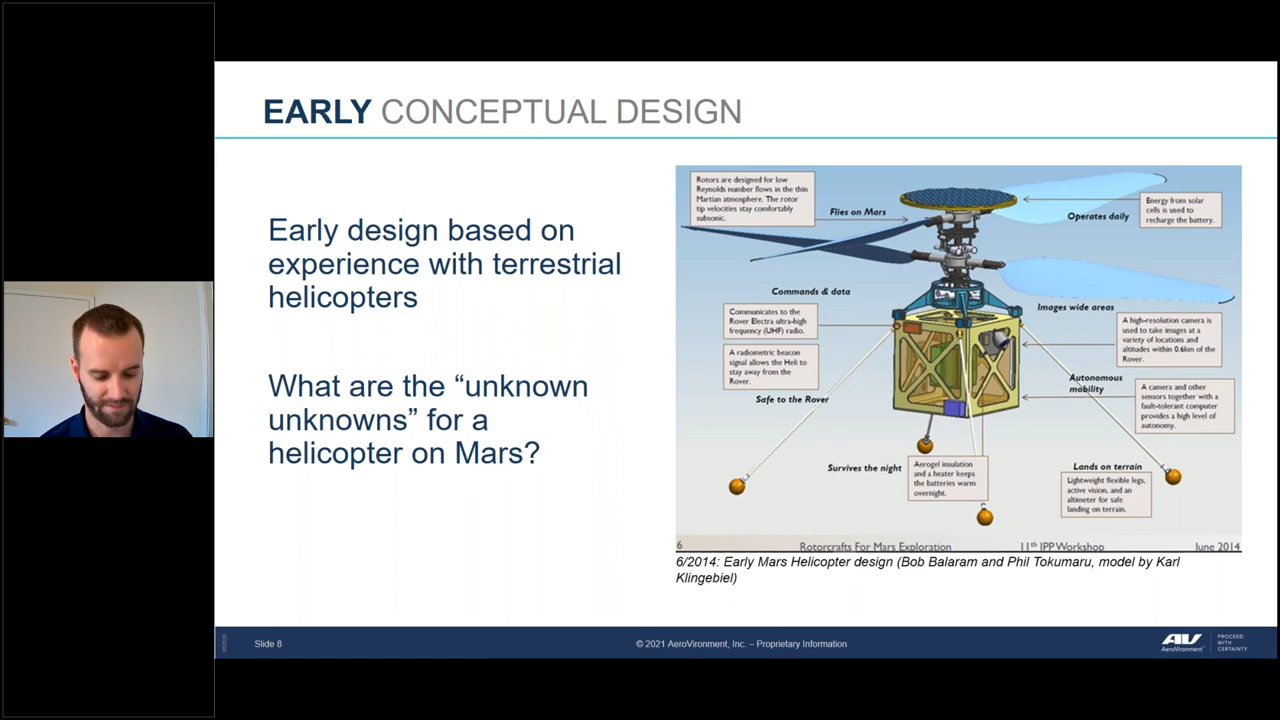 EARLY CONCEPTUAL DESIGN
Early design based on
experience with terrestrial
helicopters
What are the “unknown
unknowns” for a
helicopter on Mars?
Rotors are designed for low
Reynolds number flows in the thin
Martian atmosphere. The rotor
tip velocities stay comfortably
subsonic.
Flies on Mars
Operates daily
Energy from solar
cells is used to
recharge the battery.
Commands & data
Communicates to the
Rover Electra ultra-high
frequency (UHF) radio.
A radiometric beacon
signal allows the Heli to
stay away from the
Rover.
Safe to the Rover
Images wide areas
A high-resolution camera is
used to take images at a
variety of locations and
altitudes within 0.6km of the
Rover.
Autonomous
mobility
A camera and other
sensors together with a
fault-tolerant computer
provides a high level of
autonomy.
Survives the night
Aerogel insulation
and a heater keeps
the batteries warm
overnight.
Lands on terrain
Lightweight flexible legs,
active vision, and an
altimeter for safe
landing on terrain.
6 Rotorcrafts For Mars Exploration 11th IPP Workshop June 2014
6/2014: Early Mars Helicopter design (Bob Balaram and Phil Tokumaru, model by Karl
Klingebiel)
Slide 8
© 2021 AeroVironment, Inc. – Proprietary Information
AV
AeroVironment™
PROCEED
WITH
CERTAINTY